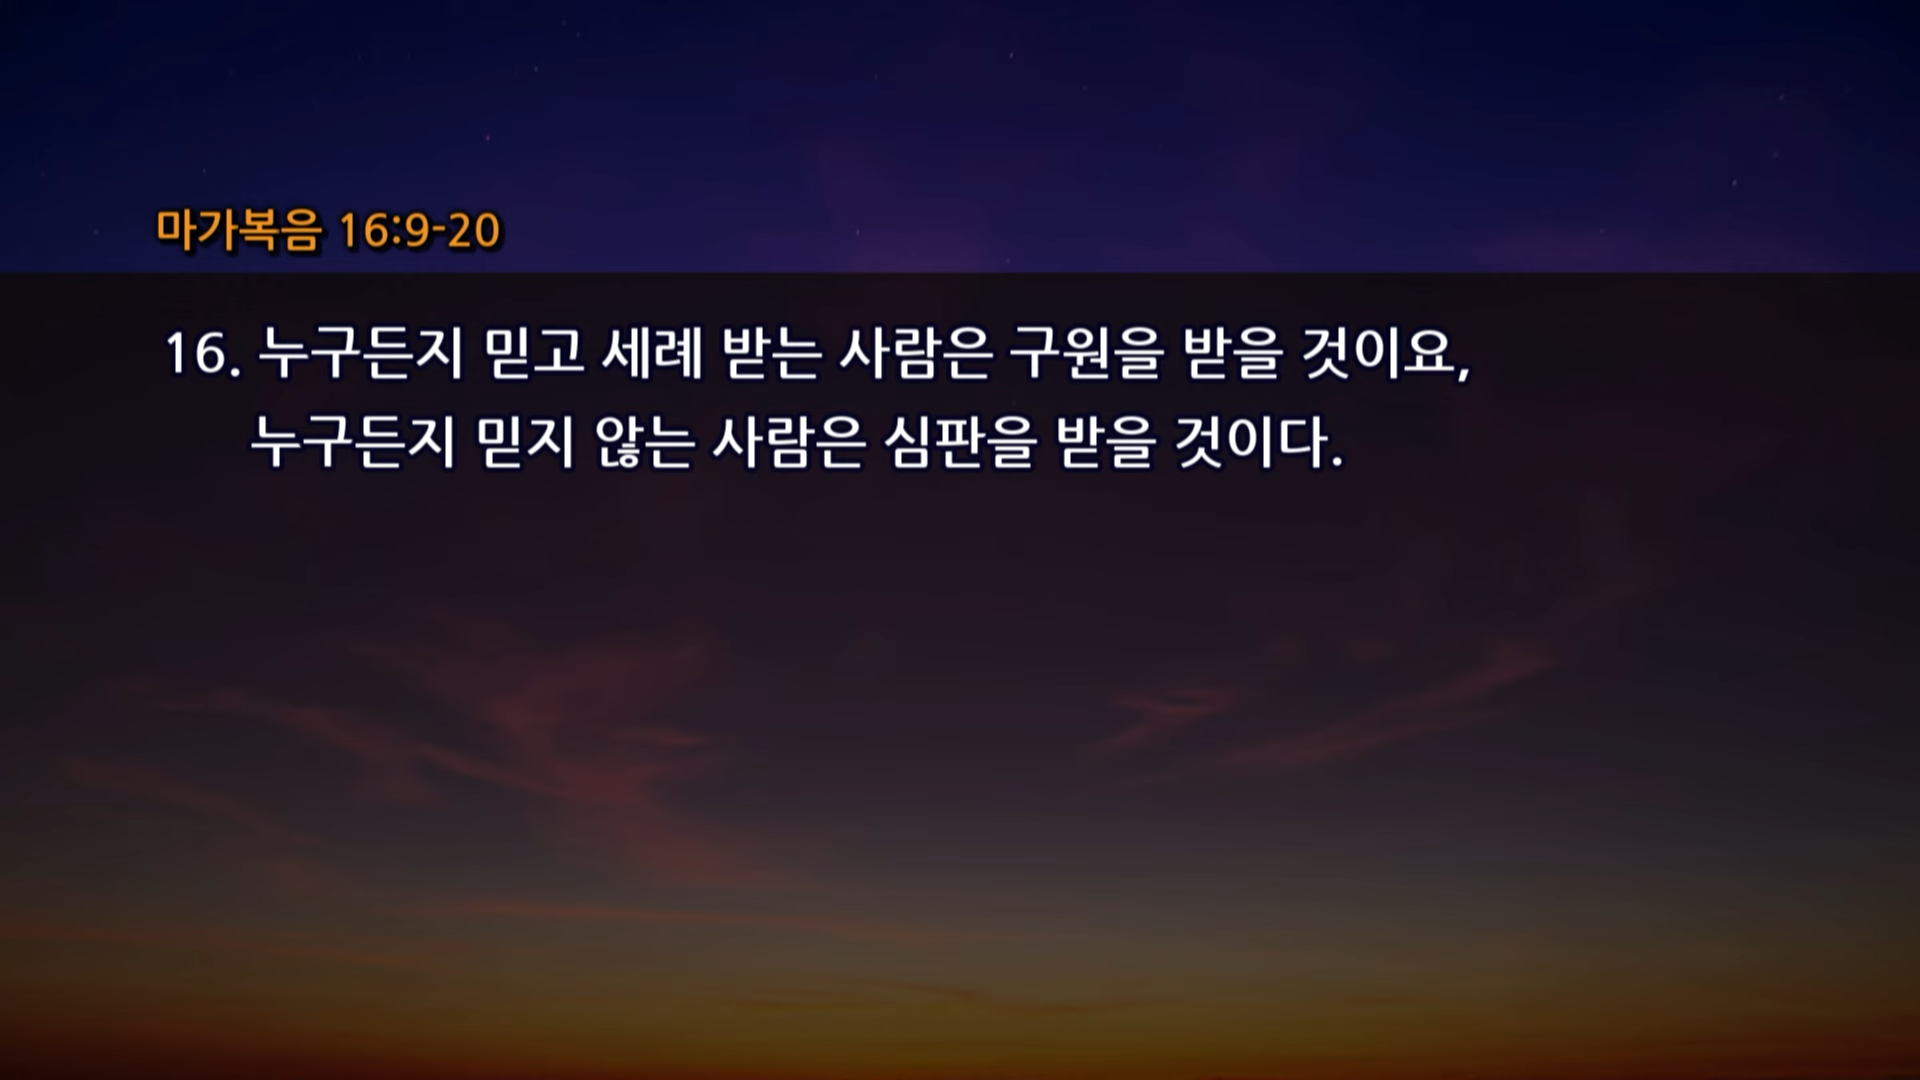 마가복음 16:9-20
16. 누구든지 믿고 세례 받는 사람은 구원을 받을 것이요,
누구든지 믿지 않는 사람은 심판을 받을 것이다.